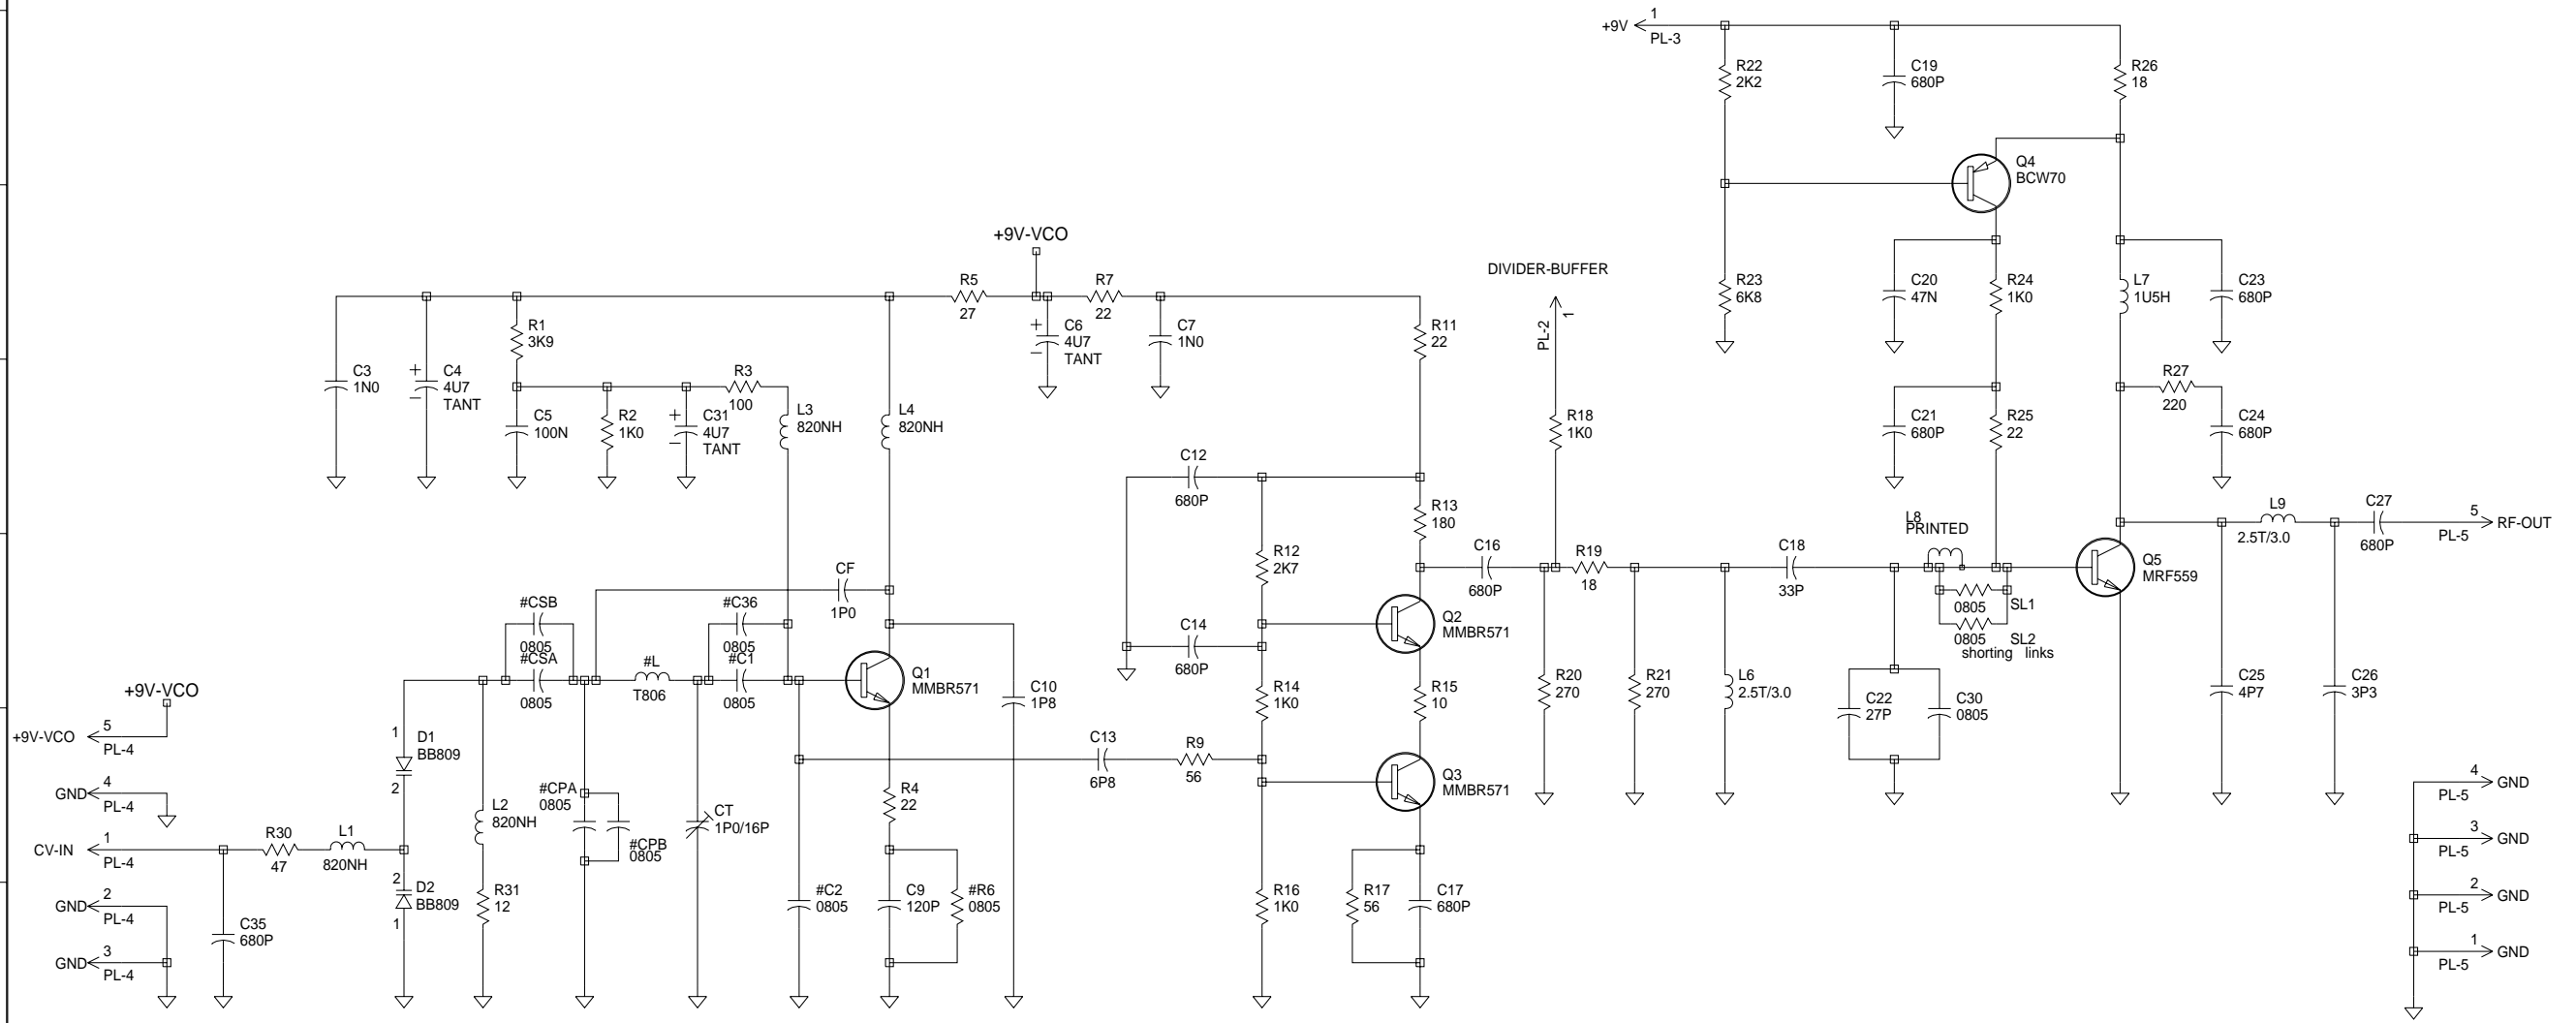 +9V
1
PL-3
R22
2K2
C19
680P
R26
18
Q4
BCW70
+9V-VCO
DIVIDER-BUFFER
PL-2
1
R5
27
R7
22
R1
3K9
+
C6
4U7
TANT
−
C7
1N0
R11
22
R23
6K8
C20
47N
R24
1K0
L7
1U5H
C23
680P
C3
1N0
+
C4
4U7
TANT
−
R3
100
C5
100N
R2
1K0
+
C31
4U7
TANT
−
L3
820NH
L4
820NH
R18
1K0
C21
680P
R25
22
R27
220
C24
680P
C12
680P
R13
180
L8
PRINTED
L9
2.5T/3.0
C27
680P
5
PL-5
RF-OUT
R12
2K7
C16
680P
R19
18
C18
33P
Q5
MRF559
CF
1P0
0805
SL1
0805
SL2
shorting links
#CSB
0805
#CSA
0805
#L
T806
#C36
0805
#C1
0805
Q1
MMBR571
C14
680P
Q2
MMBR571
C10
1P8
R14
1K0
R15
10
R20
270
R21
270
L6
2.5T/3.0
C22
27P
C30
0805
C25
4P7
C26
3P3
+9V-VCO
+9V-VCO
5
PL-4
1
D1
BB809
2
GND
4
PL-4
#CPA
0805
#CPB
0805
L2
820NH
CT
1P0/16P
C13
6P8
R9
56
R4
22
Q3
MMBR571
CV-IN
1
PL-4
R30
47
L1
820NH
2
D2
BB809
1
GND
2
PL-4
C35
680P
GND
3
PL-4
R31
12
#C2
0805
C9
120P
#R6
0805
R16
1K0
R17
56
C17
680P
4
PL-5
GND
3
PL-5
GND
2
PL-5
GND
1
PL-5
GND